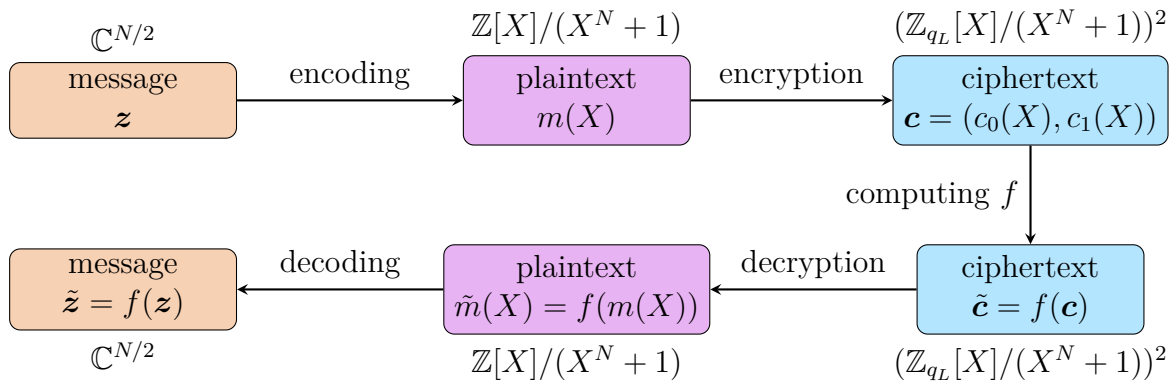 ℂ^{N/2}
ℤ[X]/(X^N + 1)
(ℤ_{q_L}[X]/(X^N + 1))^2
message
z
encoding
plaintext
m(X)
encryption
ciphertext
c = (c_0(X), c_1(X))
computing f
message
z̃ = f(z)
decoding
plaintext
m̃(X) = f(m(X))
decryption
ciphertext
c̃ = f(c)
ℂ^{N/2}
ℤ[X]/(X^N + 1)
(ℤ_{q_L}[X]/(X^N + 1))^2